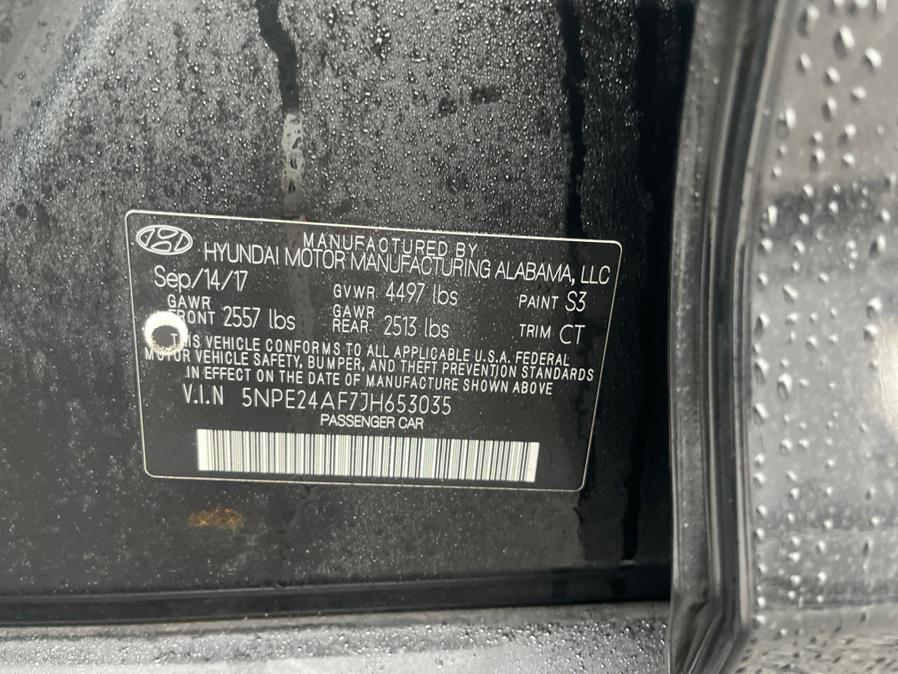 MANUFACTURED BY
HYUNDAI MOTOR MANUFACTURING ALABAMA, LLC
Sep/14/17 GVWR 4497 lbs PAINT S3
GAWR FRONT 2557 lbs GAWR REAR 2513 lbs TRIM CT
THIS VEHICLE CONFORMS TO ALL APPLICABLE U.S.A. FEDERAL
MOTOR VEHICLE SAFETY, BUMPER, AND THEFT PREVENTION STANDARDS
IN EFFECT ON THE DATE OF MANUFACTURE SHOWN ABOVE
V.I.N 5NPE24AF7JH653035
PASSENGER CAR